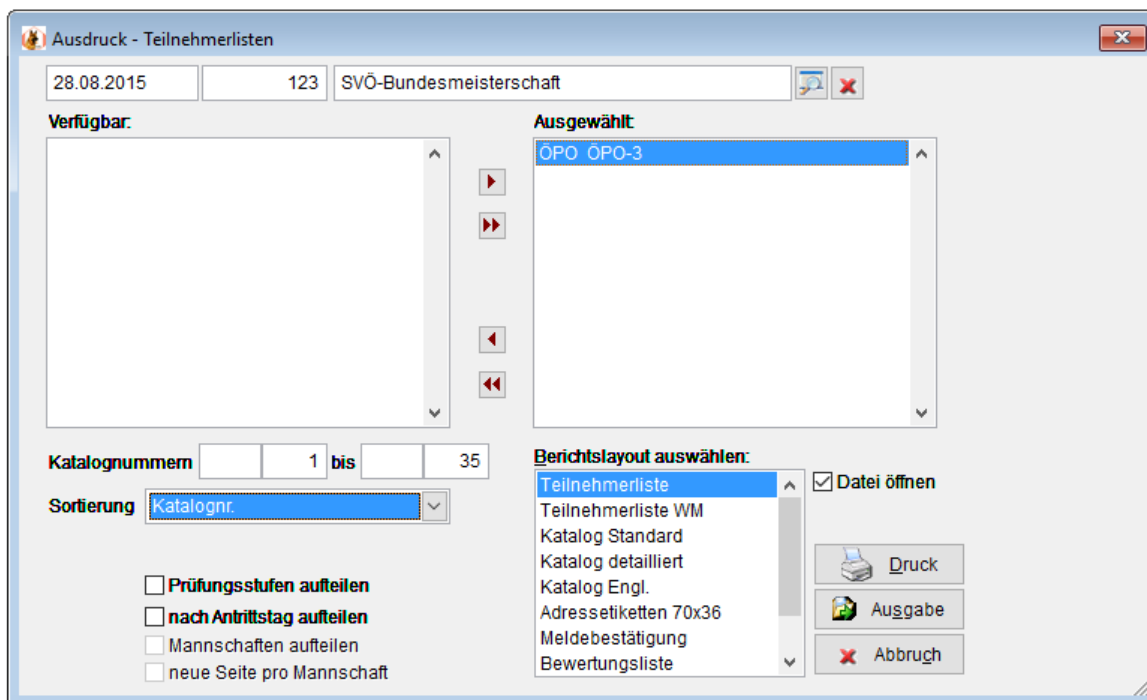 Ausdruck - Teilnehmerlisten
28.08.2015 123 SVÖ-Bundesmeisterschaft
Verfügbar: Ausgewählt:
ÖPO ÖPO-3
Katalognummern 1 bis 35
Sortierung Katalognr.
Berichtslayout auswählen:
Teilnehmerliste
Teilnehmerliste WM
Katalog Standard
Katalog detailliert
Katalog Engl.
Adressetiketten 70x36
Meldebestätigung
Bewertungsliste
Datei öffnen
Prüfungsstufen aufteilen
nach Antrittstag aufteilen
Mannschaften aufteilen
neue Seite pro Mannschaft
Druck
Ausgabe
Abbruch